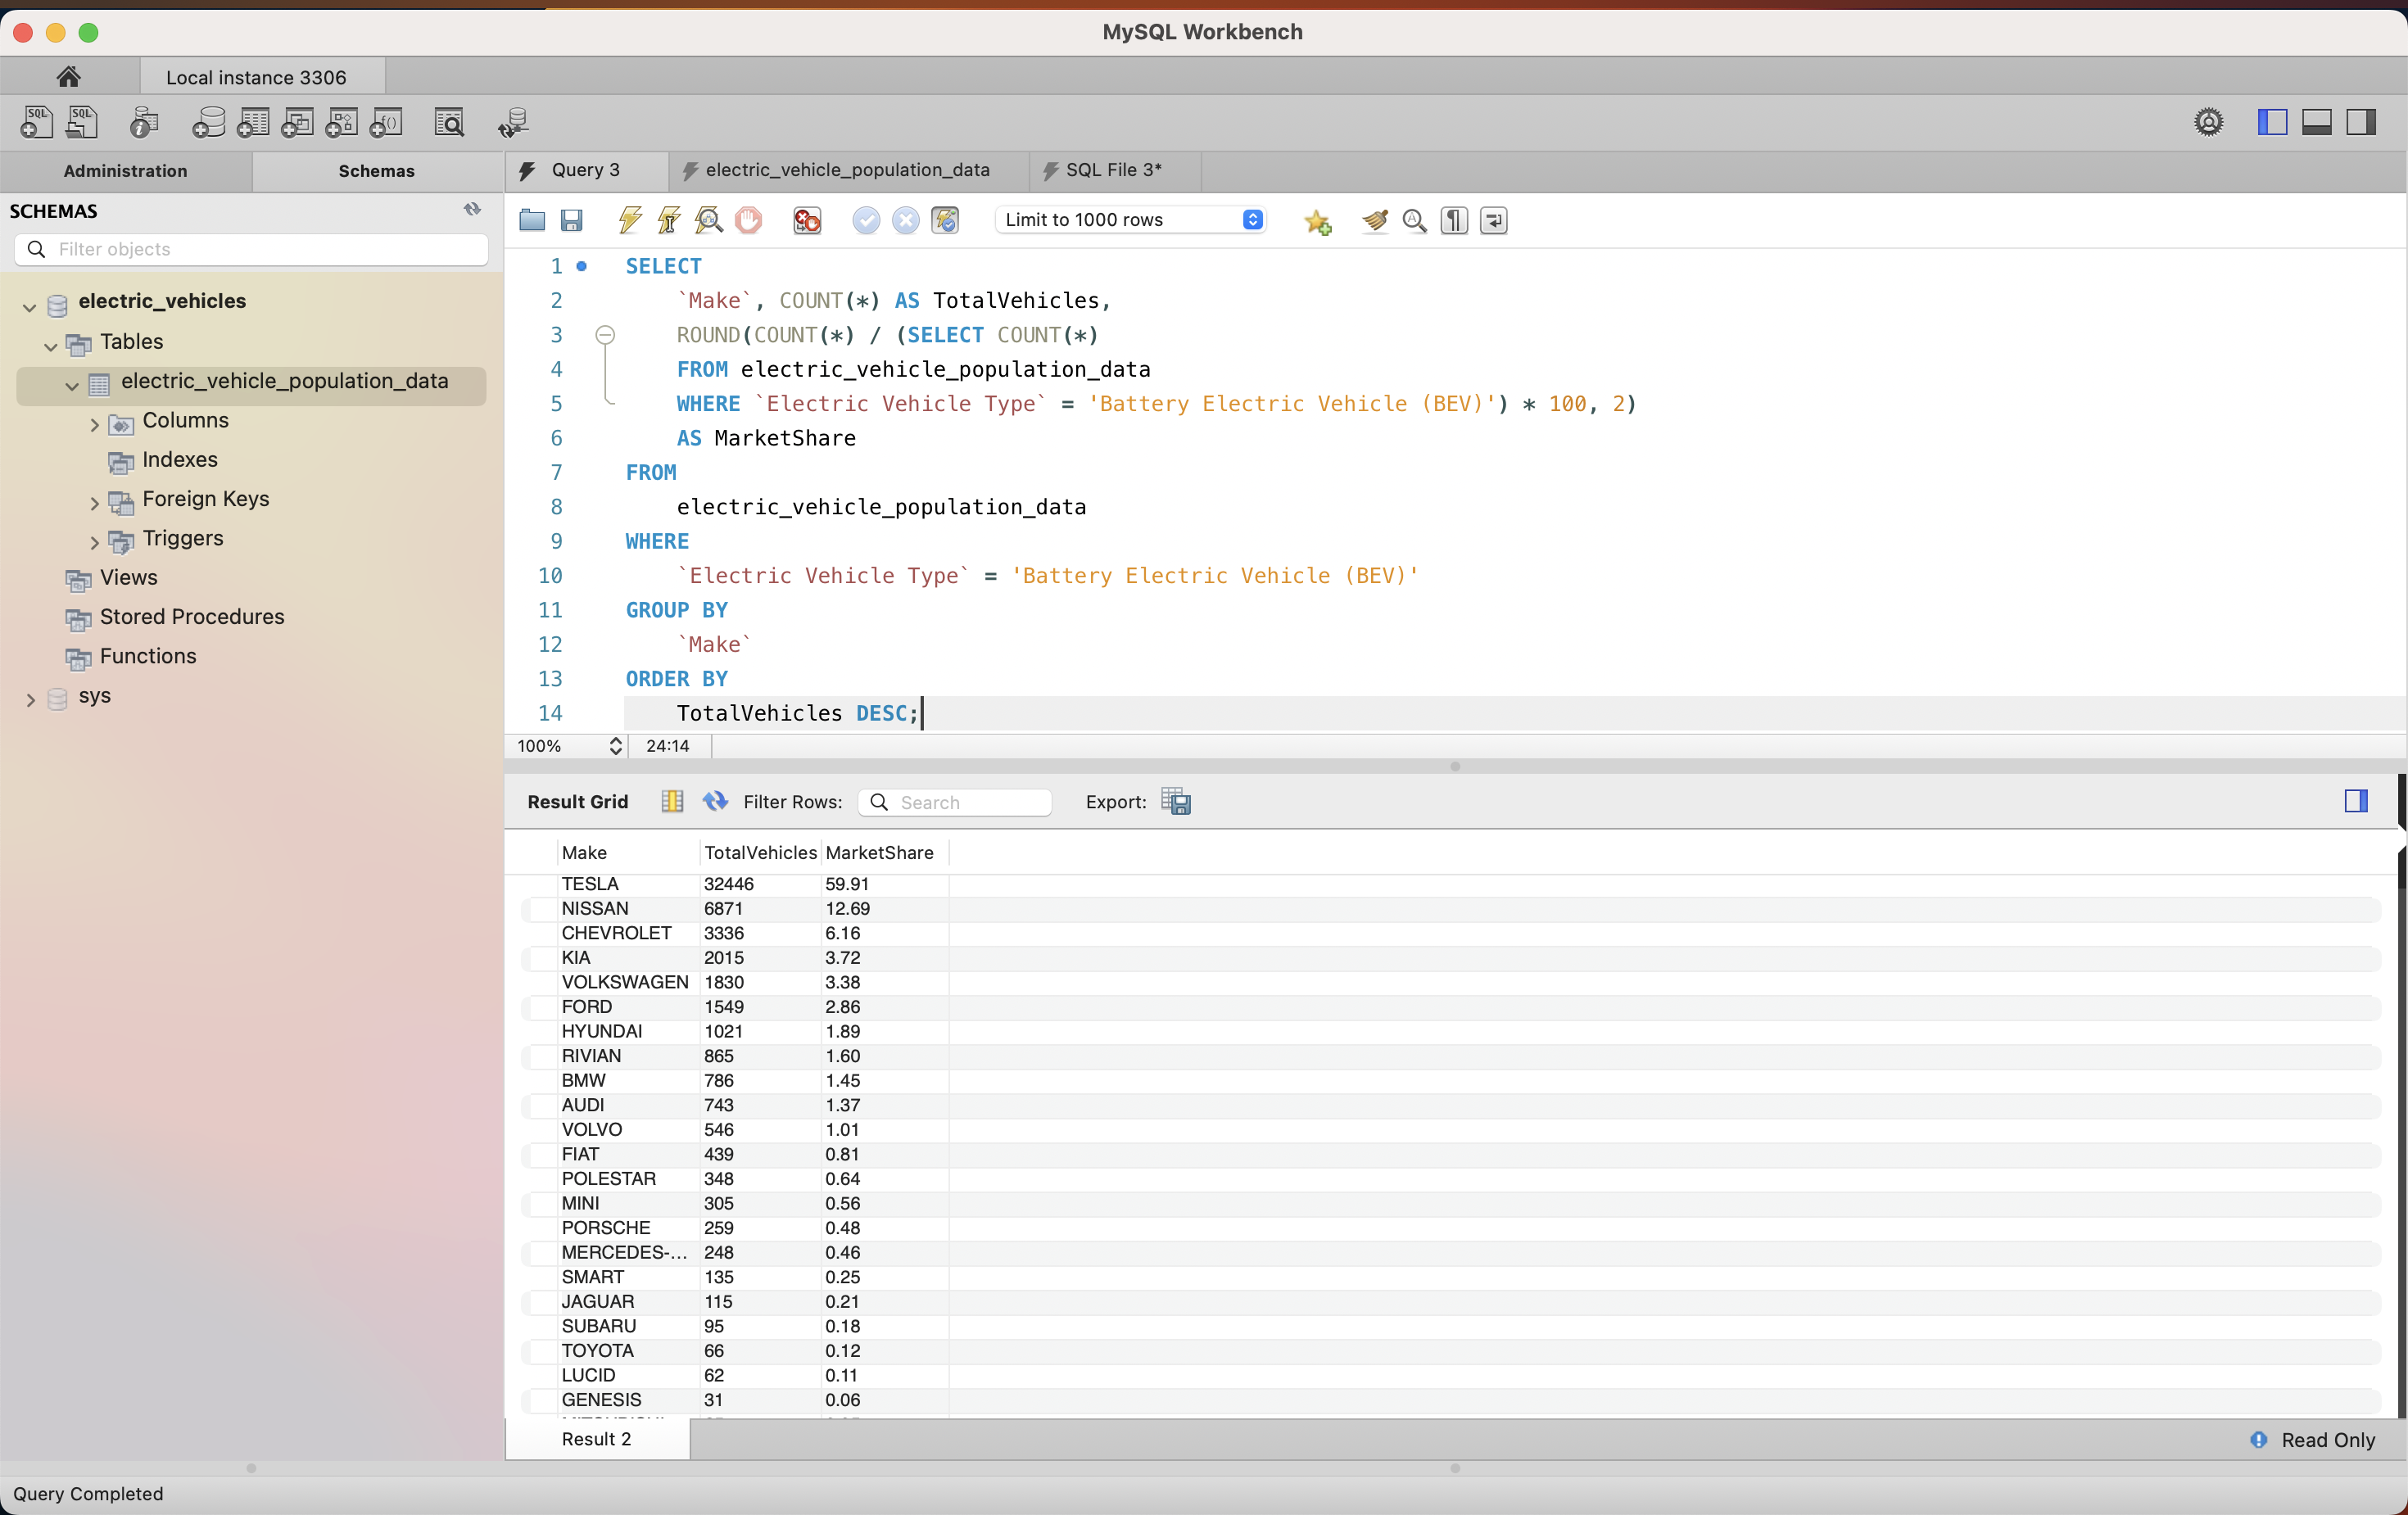 MySQL Workbench
Local instance 3306
Administration
Schemas
Query 3
electric_vehicle_population_data
SQL File 3*
SCHEMAS
Filter objects
Limit to 1000 rows
electric_vehicles
Tables
electric_vehicle_population_data
Columns
Indexes
Foreign Keys
Triggers
Views
Stored Procedures
Functions
sys
1 SELECT
2 `Make`, COUNT(*) AS TotalVehicles,
3 ROUND(COUNT(*) / (SELECT COUNT(*)
4 FROM electric_vehicle_population_data
5 WHERE `Electric Vehicle Type` = 'Battery Electric Vehicle (BEV)') * 100, 2)
6 AS MarketShare
7 FROM
8 electric_vehicle_population_data
9 WHERE
10 `Electric Vehicle Type` = 'Battery Electric Vehicle (BEV)'
11 GROUP BY
12 `Make`
13 ORDER BY
14 TotalVehicles DESC;
100% 24:14
Result Grid Filter Rows: Search Export:
Make TotalVehicles MarketShare
TESLA 32446 59.91
NISSAN 6871 12.69
CHEVROLET 3336 6.16
KIA 2015 3.72
VOLKSWAGEN 1830 3.38
FORD 1549 2.86
HYUNDAI 1021 1.89
RIVIAN 865 1.60
BMW 786 1.45
AUDI 743 1.37
VOLVO 546 1.01
FIAT 439 0.81
POLESTAR 348 0.64
MINI 305 0.56
PORSCHE 259 0.48
MERCEDES-... 248 0.46
SMART 135 0.25
JAGUAR 115 0.21
SUBARU 95 0.18
TOYOTA 66 0.12
LUCID 62 0.11
GENESIS 31 0.06
Result 2
Read Only
Query Completed